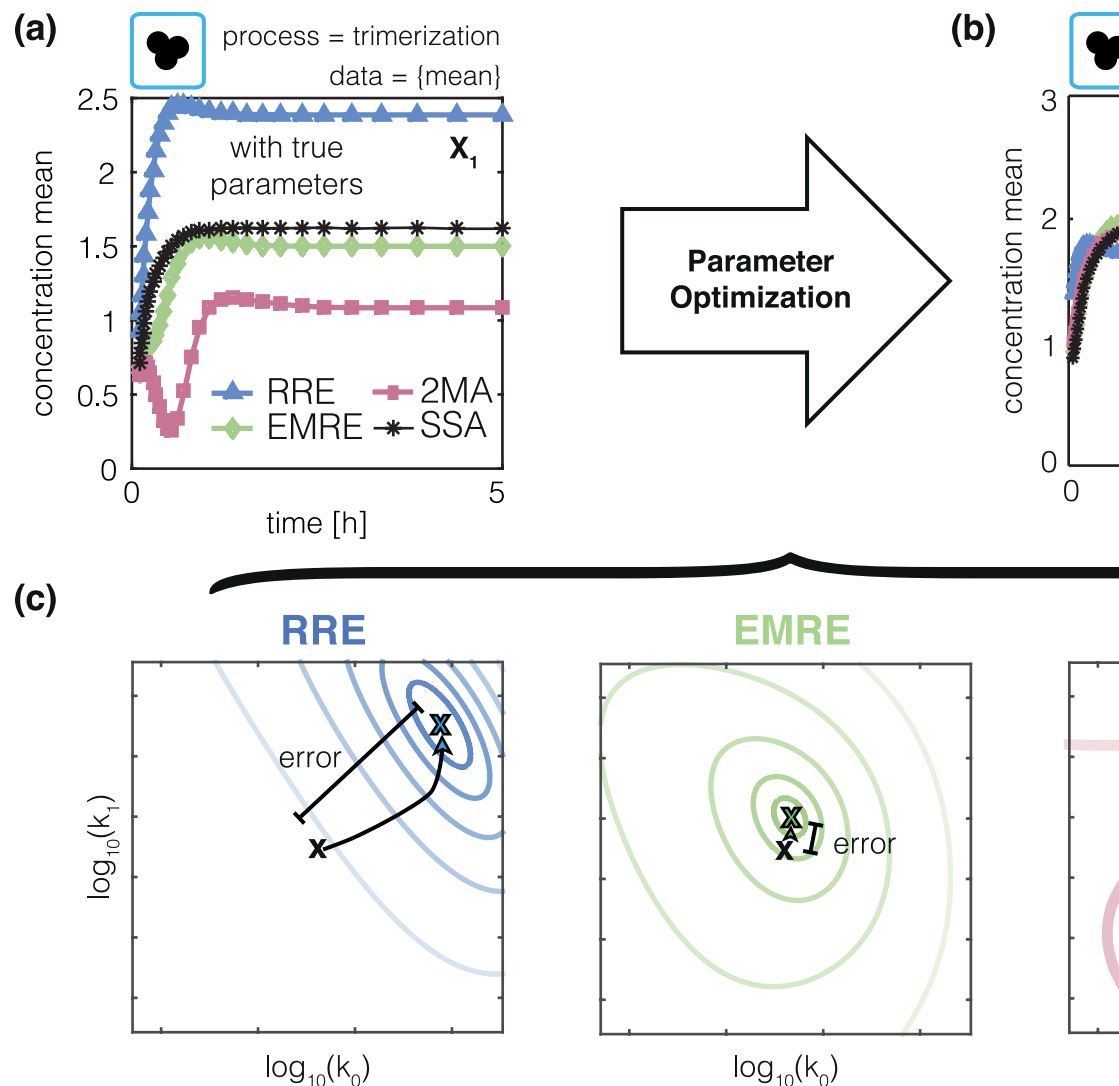 (a)
process = trimerization
data = {mean}
2.5
2
1.5
1
0.5
0
concentration mean
with true
parameters
X₁
RRE
2MA
EMRE
SSA
0
5
time [h]
Parameter
Optimization
(b)
3
2
1
0
concentration mean
0
(c)
RRE
error
X
X
log₁₀(k₁)
log₁₀(k₀)
EMRE
X
X
error
log₁₀(k₀)